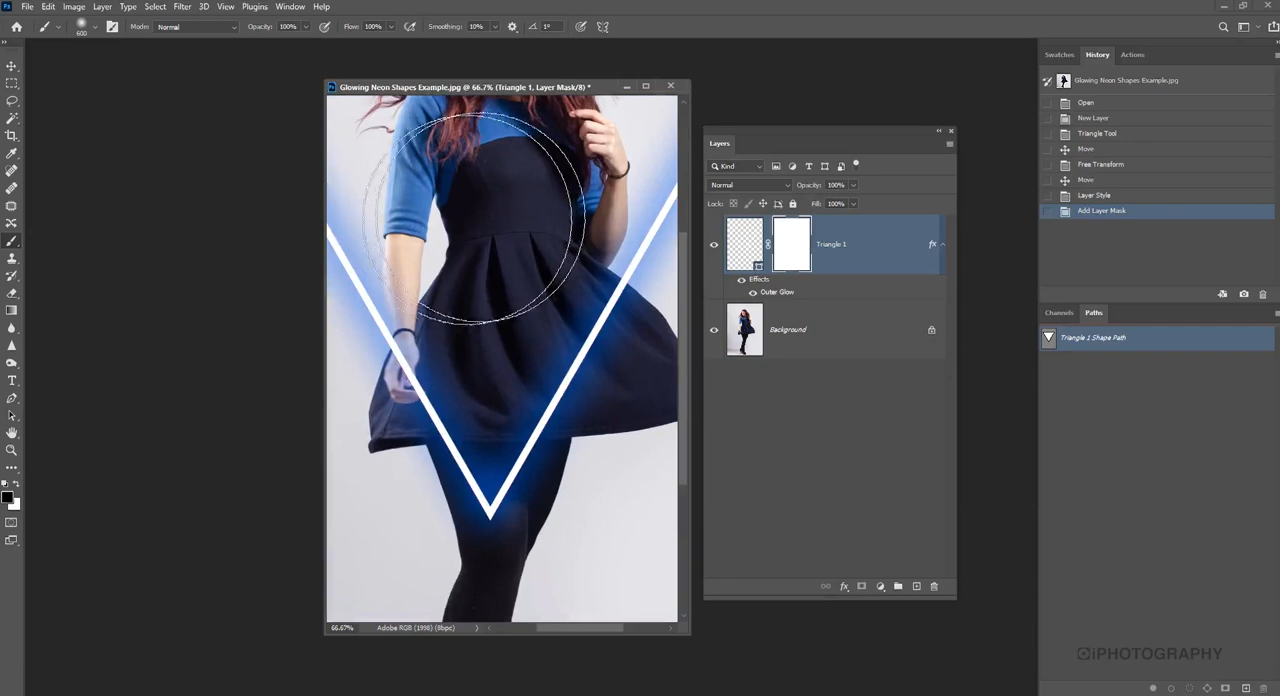 File Edit Image Layer Type Select Filter 3D View Plugins Window Help
600 Mode: Normal Opacity: 100% Flow: 100% Smoothing: 10% 1°
Glowing Neon Shapes Example.jpg @ 66.7% (Triangle 1, Layer Mask/8) *
66.67% Adobe RGB (1998) (8bpc)
Layers
Kind
Normal Opacity: 100%
Lock: Fill: 100%
Triangle 1 fx
Effects
Outer Glow
Background
fx
Swatches History Actions
Glowing Neon Shapes Example.jpg
Open
New Layer
Triangle Tool
Move
Free Transform
Move
Layer Style
Add Layer Mask
Channels Paths
Triangle 1 Shape Path
iPHOTOGRAPHY